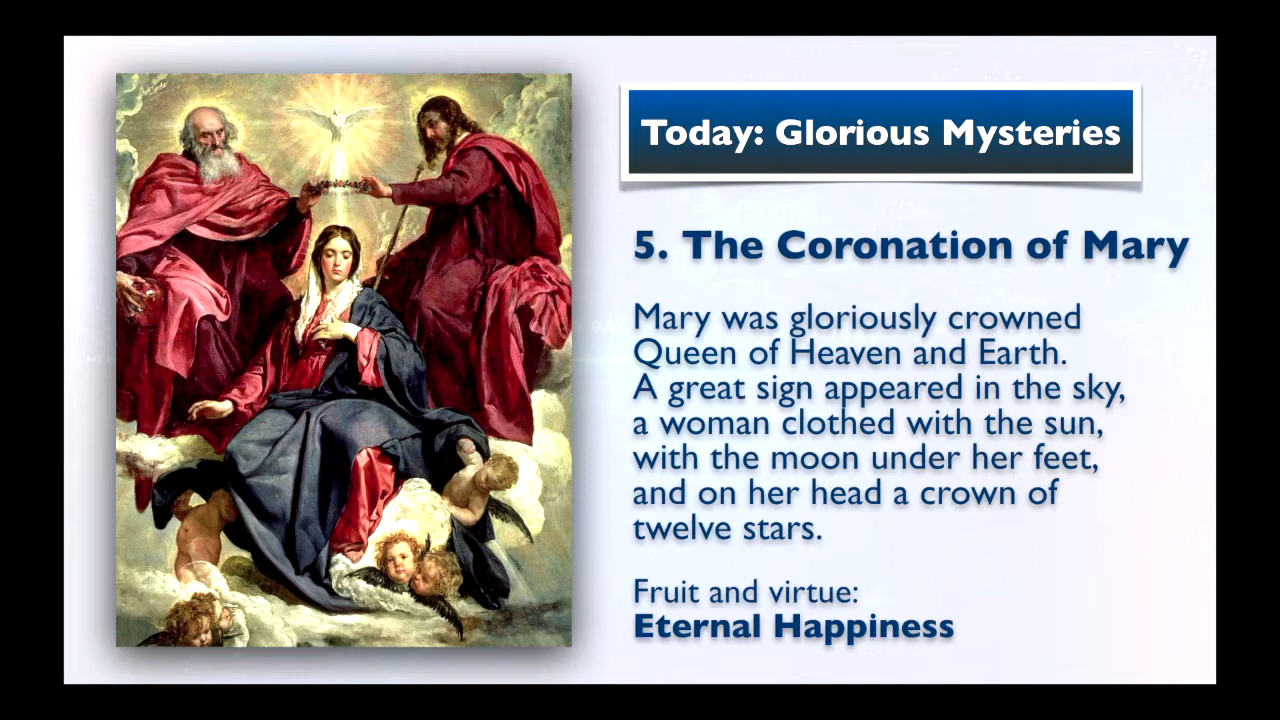 Today: Glorious Mysteries
5. The Coronation of Mary
Mary was gloriously crowned
Queen of Heaven and Earth.
A great sign appeared in the sky,
a woman clothed with the sun,
with the moon under her feet,
and on her head a crown of
twelve stars.
Fruit and virtue:
Eternal Happiness